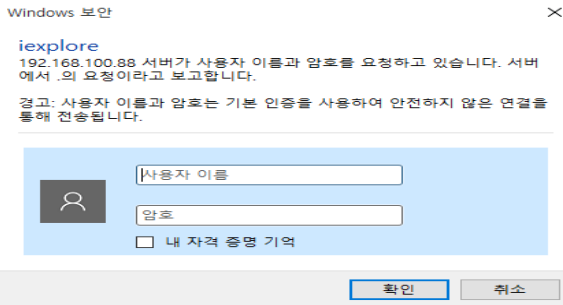 Windows 보안
iexplore
192.168.100.88 서버가 사용자 이름과 암호를 요청하고 있습니다. 서버
에서 .의 요청이라고 보고합니다.
경고: 사용자 이름과 암호는 기본 인증을 사용하여 안전하지 않은 연결을
통해 전송됩니다.
사용자 이름
암호
내 자격 증명 기억
확인 취소